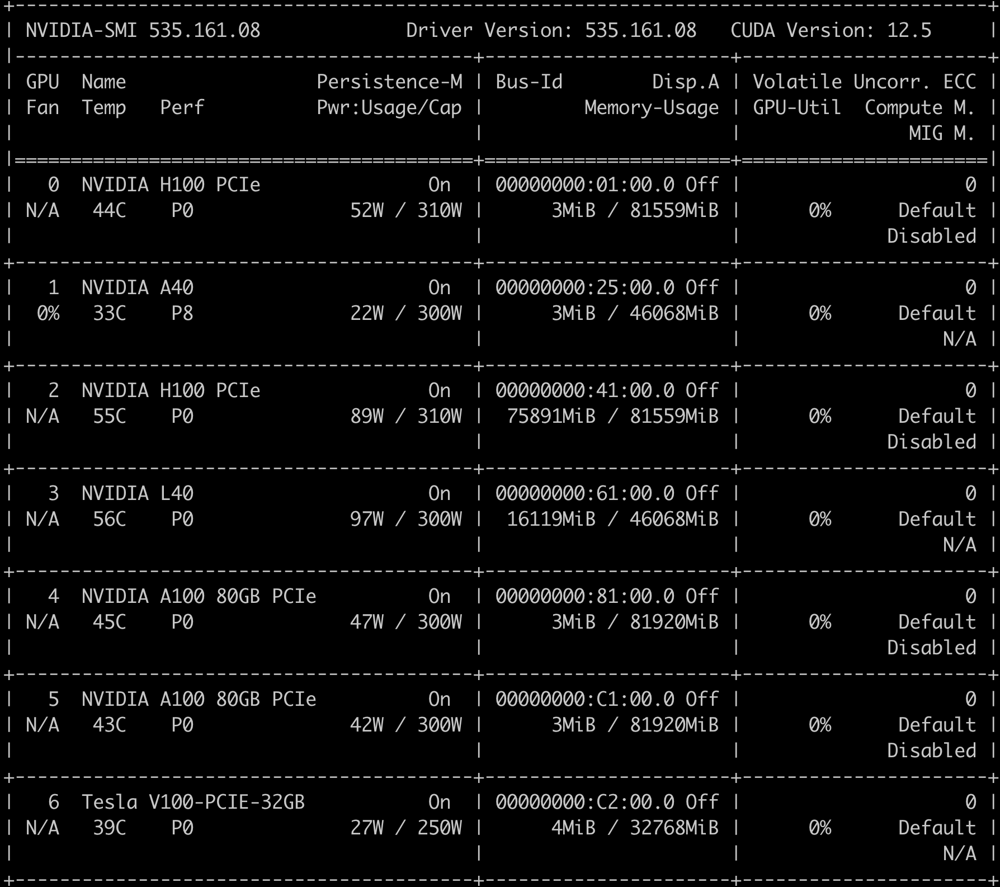 +-----------------------------------------------------------------------------------------+
| NVIDIA-SMI 535.161.08             Driver Version: 535.161.08   CUDA Version: 12.5     |
|-----------------------------------------+----------------------+----------------------+
| GPU  Name                 Persistence-M | Bus-Id        Disp.A | Volatile Uncorr. ECC |
| Fan  Temp   Perf          Pwr:Usage/Cap |         Memory-Usage | GPU-Util  Compute M. |
|                                         |                      |               MIG M. |
|=========================================+======================+======================|
|   0  NVIDIA H100 PCIe               On  | 00000000:01:00.0 Off |                    0 |
| N/A   44C    P0              52W / 310W |      3MiB / 81559MiB |      0%      Default |
|                                         |                      |             Disabled |
+-----------------------------------------+----------------------+----------------------+
|   1  NVIDIA A40                     On  | 00000000:25:00.0 Off |                    0 |
|  0%   33C    P8              22W / 300W |      3MiB / 46068MiB |      0%      Default |
|                                         |                      |                  N/A |
+-----------------------------------------+----------------------+----------------------+
|   2  NVIDIA H100 PCIe               On  | 00000000:41:00.0 Off |                    0 |
| N/A   55C    P0              89W / 310W |  75891MiB / 81559MiB |      0%      Default |
|                                         |                      |             Disabled |
+-----------------------------------------+----------------------+----------------------+
|   3  NVIDIA L40                     On  | 00000000:61:00.0 Off |                    0 |
| N/A   56C    P0              97W / 300W |  16119MiB / 46068MiB |      0%      Default |
|                                         |                      |                  N/A |
+-----------------------------------------+----------------------+----------------------+
|   4  NVIDIA A100 80GB PCIe          On  | 00000000:81:00.0 Off |                    0 |
| N/A   45C    P0              47W / 300W |      3MiB / 81920MiB |      0%      Default |
|                                         |                      |             Disabled |
+-----------------------------------------+----------------------+----------------------+
|   5  NVIDIA A100 80GB PCIe          On  | 00000000:C1:00.0 Off |                    0 |
| N/A   43C    P0              42W / 300W |      3MiB / 81920MiB |      0%      Default |
|                                         |                      |             Disabled |
+-----------------------------------------+----------------------+----------------------+
|   6  Tesla V100-PCIE-32GB           On  | 00000000:C2:00.0 Off |                    0 |
| N/A   39C    P0              27W / 250W |      4MiB / 32768MiB |      0%      Default |
|                                         |                      |                  N/A |
+-----------------------------------------+----------------------+----------------------+